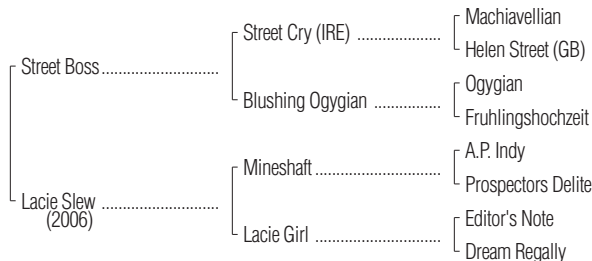 Machiavellian
Street Cry (IRE) ..................
Helen Street (GB)
Street Boss..........................
Ogygian
Blushing Ogygian ...............
Fruhlingshochzeit
A.P. Indy
Mineshaft............................
Prospectors Delite
Lacie Slew ..........................
(2006)
Editor's Note
Lacie Girl ............................
Dream Regally